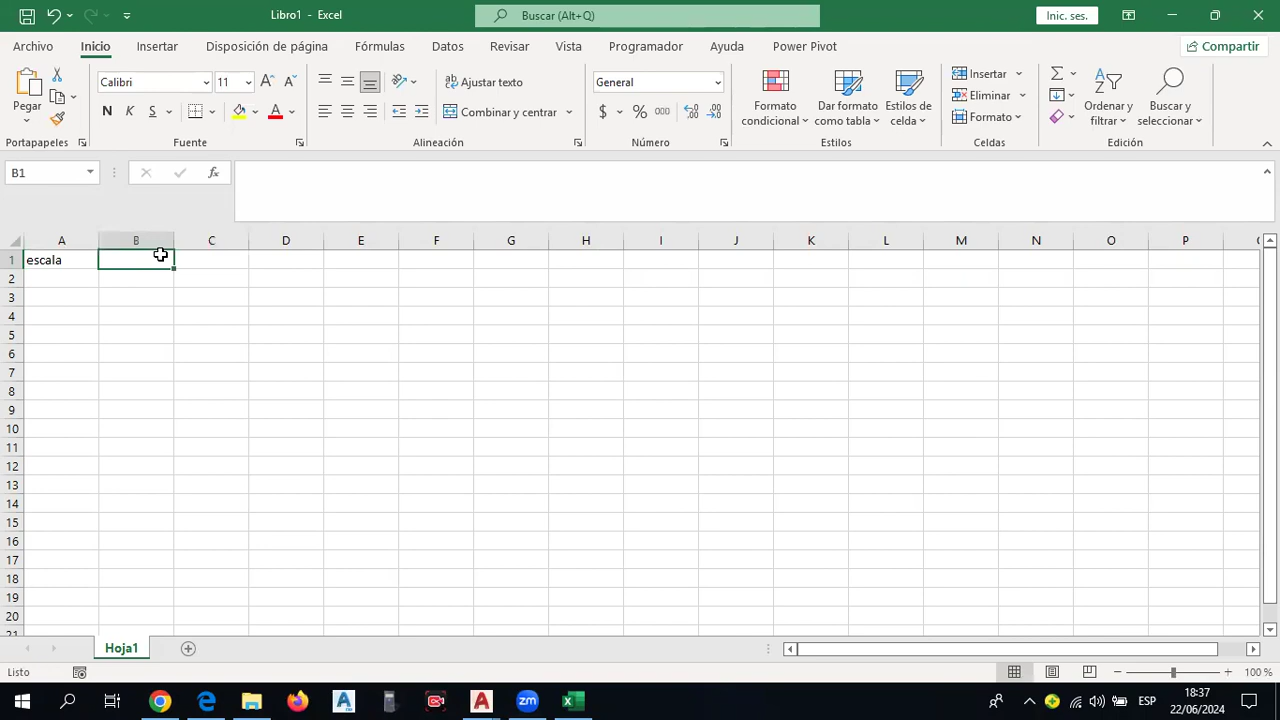 Libro1 - Excel
Buscar (Alt+Q)
Inic. ses.
Archivo Inicio Insertar Disposición de página Fórmulas Datos Revisar Vista Programador Ayuda Power Pivot Compartir
Pegar
Calibri 11
Ajustar texto
General
Formato condicional
Dar formato como tabla
Estilos de celda
Insertar
Eliminar
Formato
Ordenar y filtrar
Buscar y seleccionar
N K S
Combinar y centrar
$ % 000
Portapapeles Fuente Alineación Número Estilos Celdas Edición
B1 fx
A B C D E F G H I J K L M N O P
1 escala
2
3
4
5
6
7
8
9
10
11
12
13
14
15
16
17
18
19
20
21
Hoja1
Listo 100 %
ESP
18:37
22/06/2024